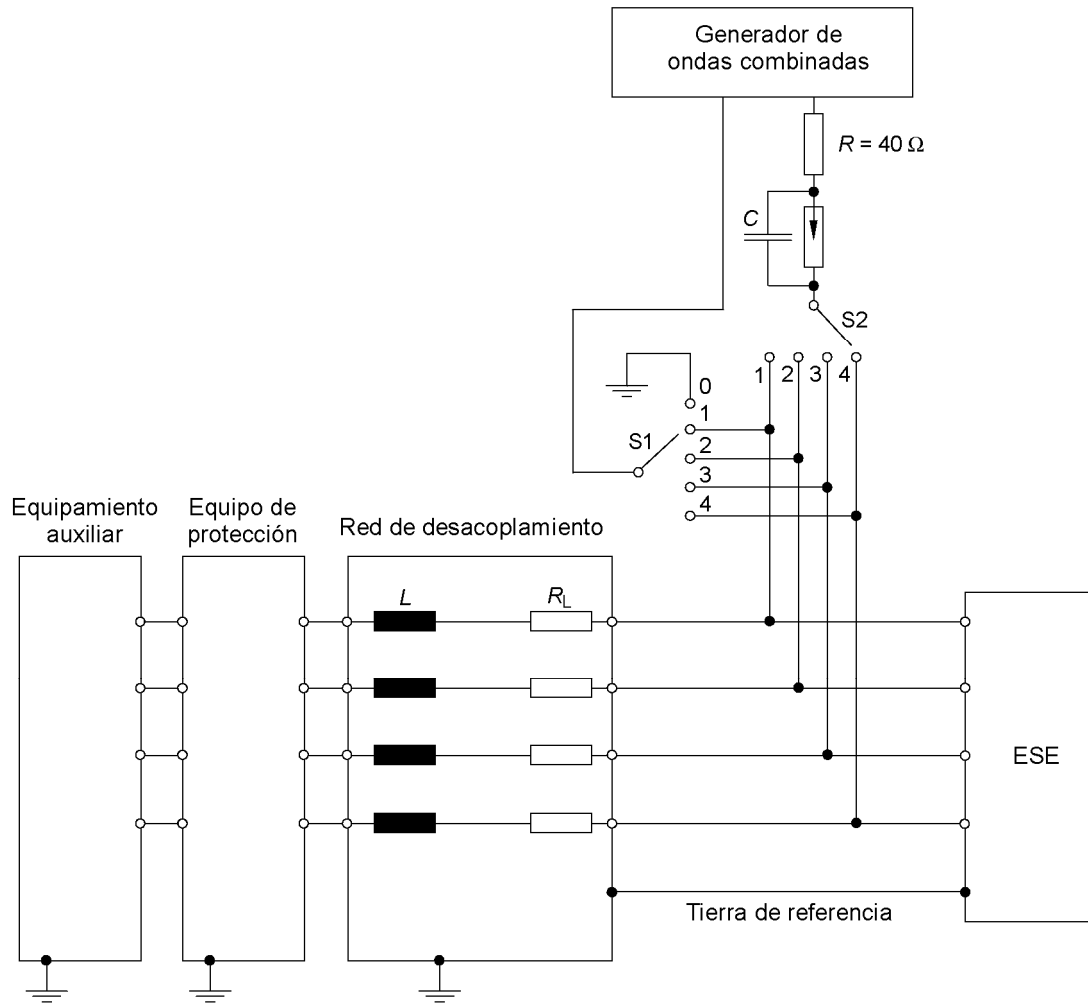 Generador de
ondas combinadas
R = 40 Ω
C
S2
1 2 3 4
0
1
S1
2
3
4
Equipamiento
auxiliar
Equipo de
protección
Red de desacoplamiento
L
RL
ESE
Tierra de referencia